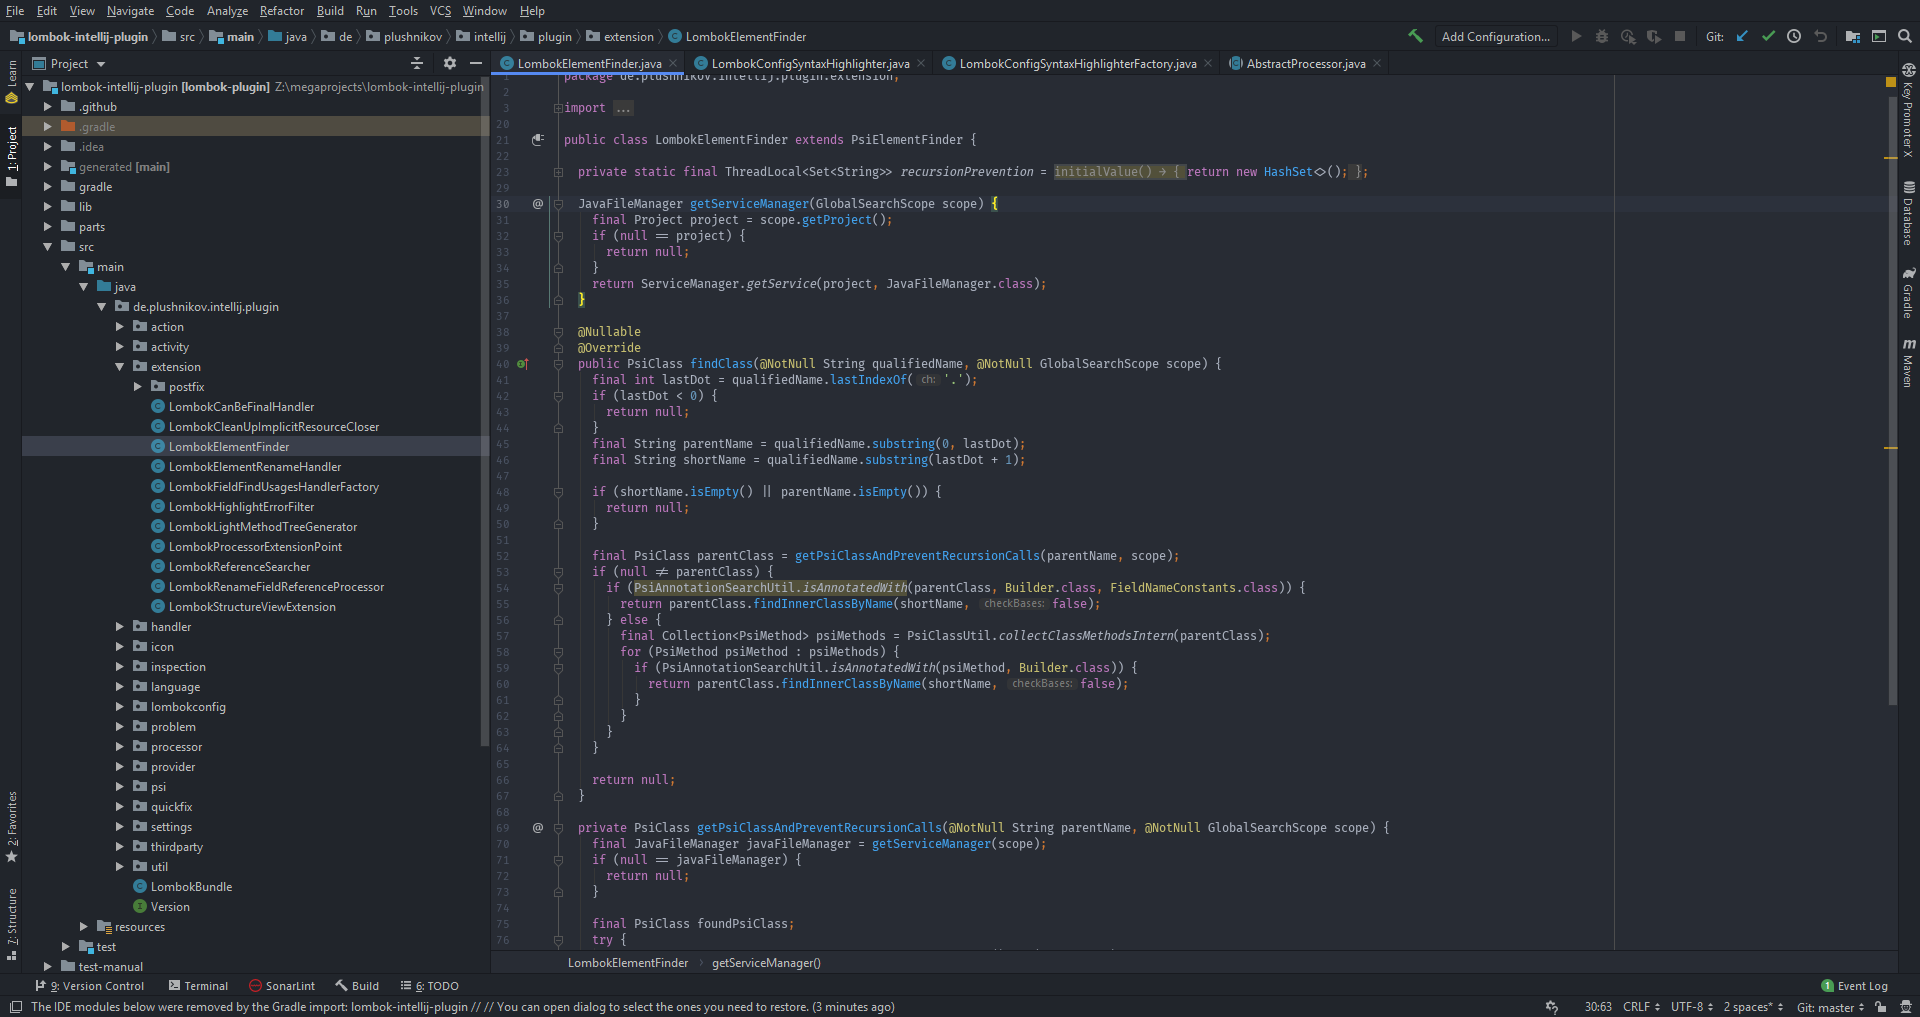 File Edit View Navigate Code Analyze Refactor Build Run Tools VCS Window Help
lombok-intellij-plugin src main java de plushnikov intellij plugin extension LombokElementFinder
Add Configuration... Git:
Project
LombokElementFinder.java LombokConfigSyntaxHighlighter.java LombokConfigSyntaxHighlighterFactory.java AbstractProcessor.java
Learn
1: Project
2: Favorites
7: Structure
lombok-intellij-plugin [lombok-plugin] Z:\megaprojects\lombok-intellij-plugin
.github
.gradle
.idea
generated [main]
gradle
lib
parts
src
main
java
de.plushnikov.intellij.plugin
action
activity
extension
postfix
LombokCanBeFinalHandler
LombokCleanUpImplicitResourceCloser
LombokElementFinder
LombokElementRenameHandler
LombokFieldFindUsagesHandlerFactory
LombokHighlightErrorFilter
LombokLightMethodTreeGenerator
LombokProcessorExtensionPoint
LombokReferenceSearcher
LombokRenameFieldReferenceProcessor
LombokStructureViewExtension
handler
icon
inspection
language
lombokconfig
problem
processor
provider
psi
quickfix
settings
thirdparty
util
LombokBundle
Version
resources
test
test-manual
1 package de.plushnikov.intellij.plugin.extension;
2
3 import ...
20
21 public class LombokElementFinder extends PsiElementFinder {
22
23 private static final ThreadLocal<Set<String>> recursionPrevention = initialValue() → { return new HashSet<>(); };
29
30 @ JavaFileManager getServiceManager(GlobalSearchScope scope) {
31 final Project project = scope.getProject();
32 if (null == project) {
33 return null;
34 }
35 return ServiceManager.getService(project, JavaFileManager.class);
36 }
37
38 @Nullable
39 @Override
40 public PsiClass findClass(@NotNull String qualifiedName, @NotNull GlobalSearchScope scope) {
41 final int lastDot = qualifiedName.lastIndexOf( ch: '.');
42 if (lastDot < 0) {
43 return null;
44 }
45 final String parentName = qualifiedName.substring(0, lastDot);
46 final String shortName = qualifiedName.substring(lastDot + 1);
47
48 if (shortName.isEmpty() || parentName.isEmpty()) {
49 return null;
50 }
51
52 final PsiClass parentClass = getPsiClassAndPreventRecursionCalls(parentName, scope);
53 if (null != parentClass) {
54 if (PsiAnnotationSearchUtil.isAnnotatedWith(parentClass, Builder.class, FieldNameConstants.class)) {
55 return parentClass.findInnerClassByName(shortName, checkBases: false);
56 } else {
57 final Collection<PsiMethod> psiMethods = PsiClassUtil.collectClassMethodsIntern(parentClass);
58 for (PsiMethod psiMethod : psiMethods) {
59 if (PsiAnnotationSearchUtil.isAnnotatedWith(psiMethod, Builder.class)) {
60 return parentClass.findInnerClassByName(shortName, checkBases: false);
61 }
62 }
63 }
64 }
65
66 return null;
67 }
68
69 @ private PsiClass getPsiClassAndPreventRecursionCalls(@NotNull String parentName, @NotNull GlobalSearchScope scope) {
70 final JavaFileManager javaFileManager = getServiceManager(scope);
71 if (null == javaFileManager) {
72 return null;
73 }
74
75 final PsiClass foundPsiClass;
76 try {
LombokElementFinder getServiceManager()
Key Promoter X
Database
Gradle
Maven
9: Version Control Terminal SonarLint Build 6: TODO 1 Event Log
The IDE modules below were removed by the Gradle import: lombok-intellij-plugin // // You can open dialog to select the ones you need to restore. (3 minutes ago) 30:63 CRLF UTF-8 2 spaces* Git: master